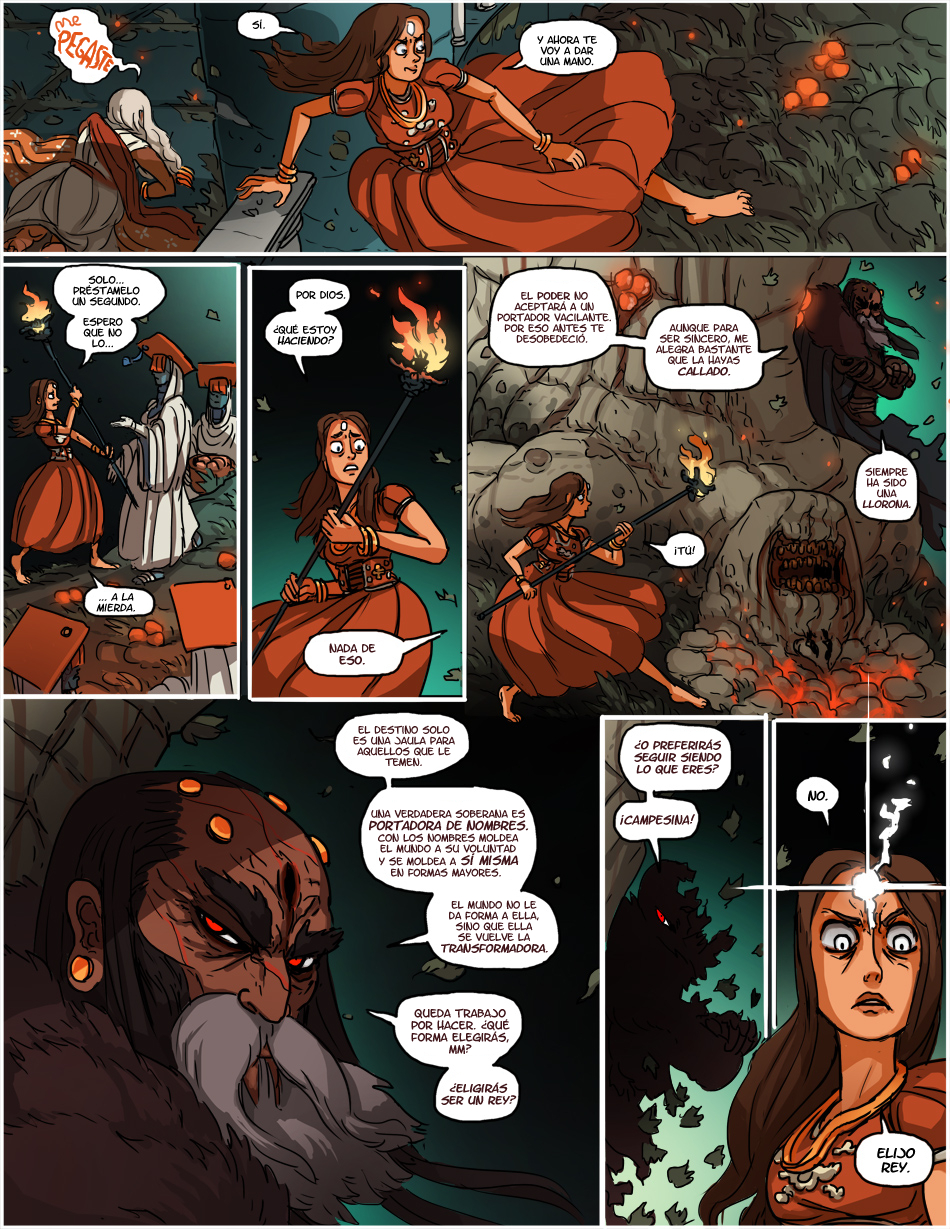 ME
PEGASTE
SÍ.
Y AHORA TE
VOY A DAR
UNA MANO.
SOLO...
PRÉSTAMELO
UN SEGUNDO.
ESPERO
QUE NO
LO...
... A LA
MIERDA.
POR DIOS.
¿QUÉ ESTOY
HACIENDO?
NADA DE
ESO.
EL PODER NO
ACEPTARÁ A UN
PORTADOR VACILANTE.
POR ESO ANTES TE
DESOBEDECIÓ.
AUNQUE PARA
SER SINCERO, ME
ALEGRA BASTANTE
QUE LA HAYAS
CALLADO.
SIEMPRE
HA SIDO
UNA
LLORONA.
¡TÚ!
EL DESTINO SOLO
ES UNA JAULA PARA
AQUELLOS QUE LE
TEMEN.
UNA VERDADERA SOBERANA ES
PORTADORA DE NOMBRES.
CON LOS NOMBRES MOLDEA
EL MUNDO A SU VOLUNTAD
Y SE MOLDEA A SÍ MISMA
EN FORMAS MAYORES.
EL MUNDO NO LE
DA FORMA A ELLA,
SINO QUE ELLA
SE VUELVE LA
TRANSFORMADORA.
QUEDA TRABAJO
POR HACER. ¿QUÉ
FORMA ELEGIRÁS,
MM?
¿ELIGIRÁS
SER UN REY?
¿O PREFERIRÁS
SEGUIR SIENDO
LO QUE ERES?
¡CAMPESINA!
NO.
ELIJO
REY.